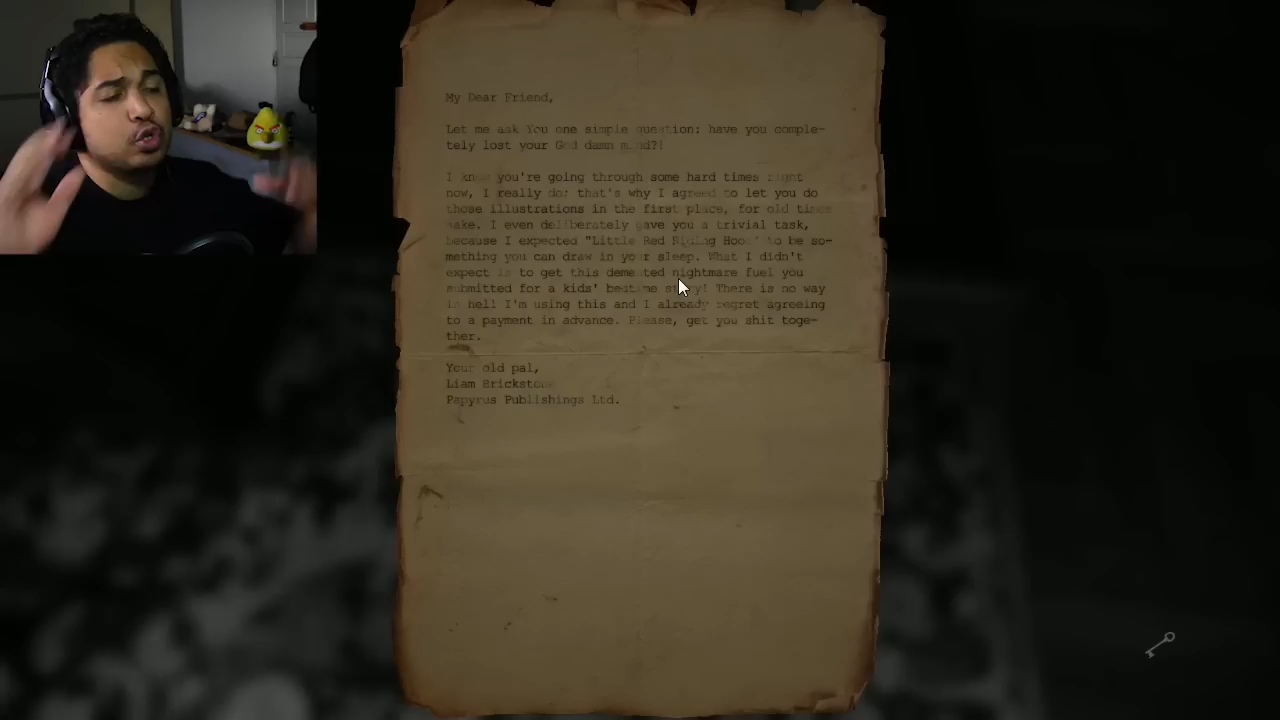 My Dear Friend,
Let me ask You one simple question: have you comple-
tely lost your God damn mind?!
I know you're going through some hard times right
now, I really do: that's why I agreed to let you do
those illustrations in the first place, for old times
sake. I even deliberately gave you a trivial task,
because I expected "Little Red Riding Hood" to be so-
mething you can draw in your sleep. What I didn't
expect is to get this demented nightmare fuel you
submitted for a kids' bedtime story! There is no way
in hell I'm using this and I already regret agreeing
to a payment in advance. Please, get you shit toge-
ther.
Your old pal,
Liam Brickstone
Papyrus Publishings Ltd.